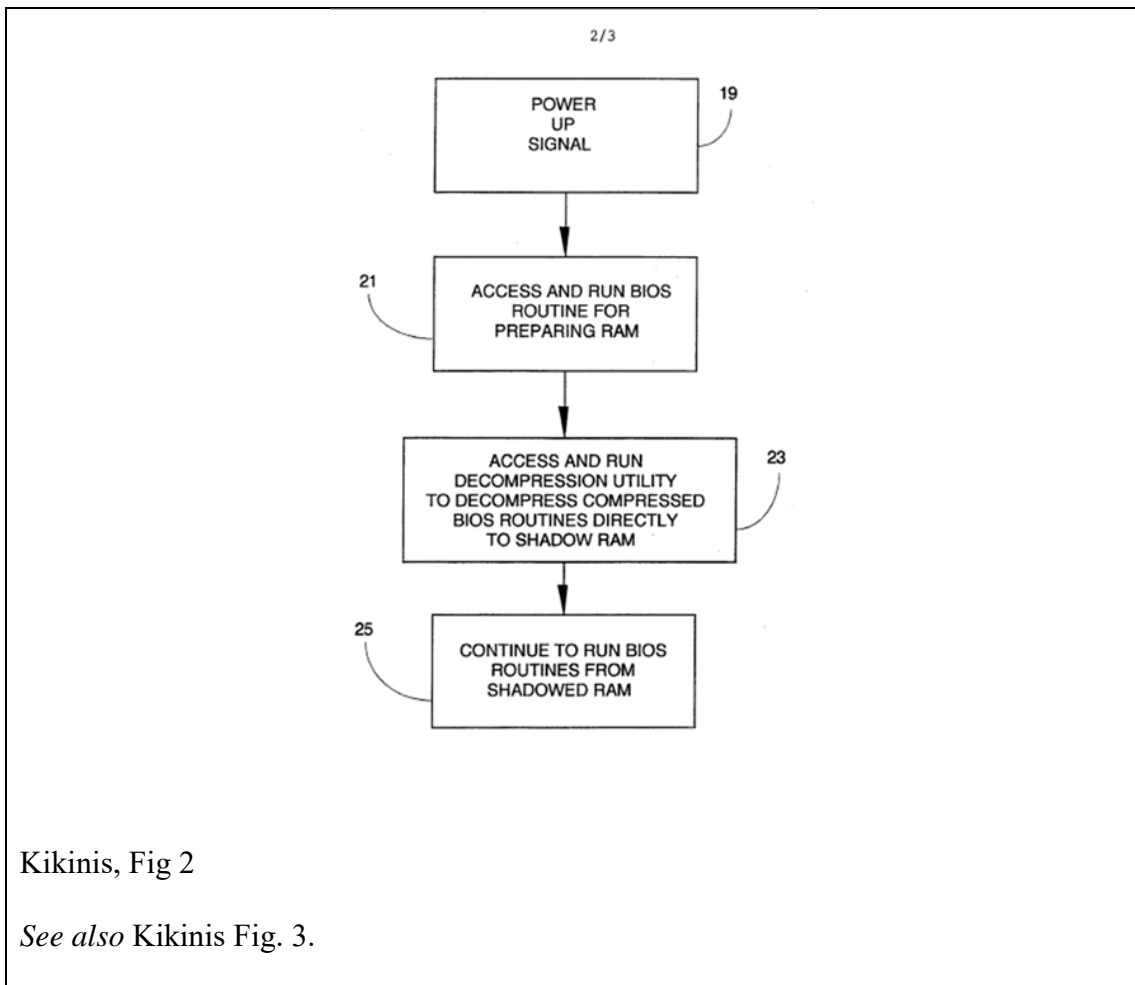 2/3
POWER
UP
SIGNAL
19
21
ACCESS AND RUN BIOS
ROUTINE FOR
PREPARING RAM
ACCESS AND RUN
DECOMPRESSION UTILITY
TO DECOMPRESS COMPRESSED
BIOS ROUTINES DIRECTLY
TO SHADOW RAM
23
25
CONTINUE TO RUN BIOS
ROUTINES FROM
SHADOWED RAM
Kikinis, Fig 2
See also Kikinis Fig. 3.